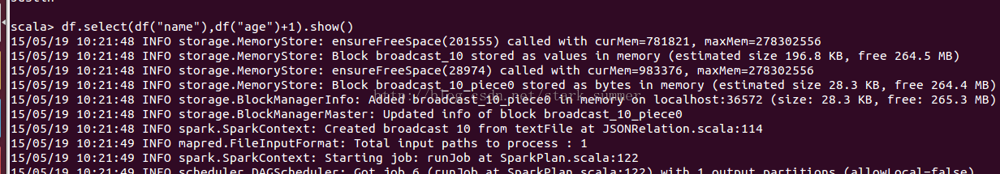 scala> df.select(df("name"),df("age")+1).show()
15/05/19 10:21:48 INFO storage.MemoryStore: ensureFreeSpace(201555) called with curMem=781821, maxMem=278302556
15/05/19 10:21:48 INFO storage.MemoryStore: Block broadcast_10 stored as values in memory (estimated size 196.8 KB, free 264.5 MB)
15/05/19 10:21:48 INFO storage.MemoryStore: ensureFreeSpace(28974) called with curMem=983376, maxMem=278302556
15/05/19 10:21:48 INFO storage.MemoryStore: Block broadcast_10_piece0 stored as bytes in memory (estimated size 28.3 KB, free 264.4 MB)
http://blog.csdn.net/stark_summer
15/05/19 10:21:48 INFO storage.BlockManagerInfo: Added broadcast_10_piece0 in memory on localhost:36572 (size: 28.3 KB, free: 265.3 MB)
15/05/19 10:21:48 INFO storage.BlockManagerMaster: Updated info of block broadcast_10_piece0
15/05/19 10:21:48 INFO spark.SparkContext: Created broadcast 10 from textFile at JSONRelation.scala:114
15/05/19 10:21:49 INFO mapred.FileInputFormat: Total input paths to process : 1
15/05/19 10:21:49 INFO spark.SparkContext: Starting job: runJob at SparkPlan.scala:122
15/05/19 10:21:49 INFO scheduler.DAGScheduler: Got job 6 (runJob at SparkPlan.scala:122) with 1 output partitions (allowLocal=false)